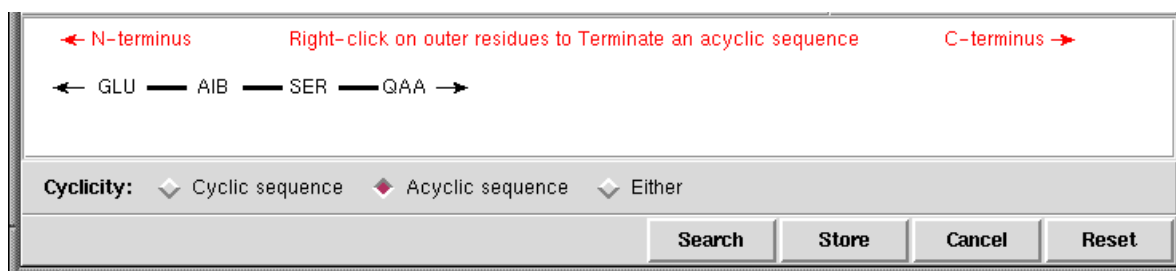 N-terminus Right-click on outer residues to Terminate an acyclic sequence C-terminus
GLU AIB SER QAA
Cyclicity: Cyclic sequence Acyclic sequence Either
Search Store Cancel Reset